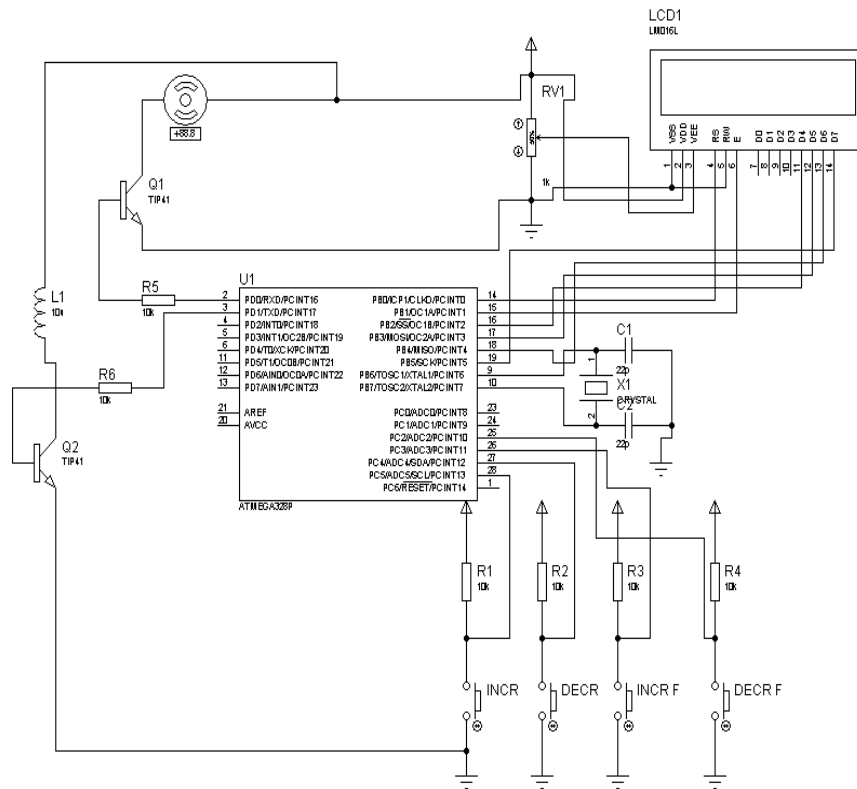 LCD1
LM016L
RV1
50%
1k
+88.8
VSS
VDD
VEE
RS
RW
E
D0
D1
D2
D3
D4
D5
D6
D7
1
2
3
4
5
6
7
8
9
10
11
12
13
14
Q1
TIP41
L1
R5
10k
R6
10k
Q2
TIP41
U1
2 PD0/RXD/PCINT16 PB0/ICP1/CLKO/PCINT0 14
3 PD1/TXD/PCINT17 PB1/OC1A/PCINT1 15
4 PD2/INT0/PCINT18 PB2/SS/OC1B/PCINT2 16
5 PD3/INT1/OC2B/PCINT19 PB3/MOSI/OC2A/PCINT3 17
6 PD4/T0/XCK/PCINT20 PB4/MISO/PCINT4 18
11 PD5/T1/OC0B/PCINT21 PB5/SCK/PCINT5 19
12 PD6/AIN0/OC0A/PCINT22 PB6/TOSC1/XTAL1/PCINT6 9
13 PD7/AIN1/PCINT23 PB7/TOSC2/XTAL2/PCINT7 10
PC0/ADC0/PCINT8 23
21 AREF PC1/ADC1/PCINT9 24
20 AVCC PC2/ADC2/PCINT10 25
PC3/ADC3/PCINT11 26
PC4/ADC4/SDA/PCINT12 27
PC5/ADC5/SCL/PCINT13 28
PC6/RESET/PCINT14 1
ATMEGA328P
C1
22p
1
X1
CRYSTAL
2
C2
22p
R1
10k
R2
10k
R3
10k
R4
10k
INCR
DECR
INCR F
DECR F